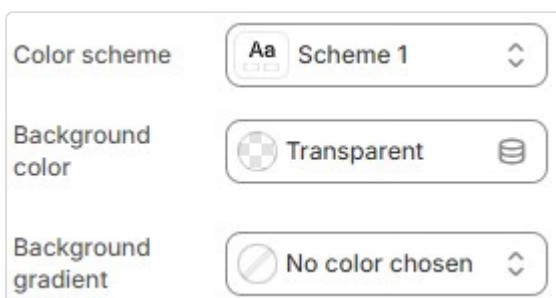 Color scheme
Aa Scheme 1
Background
color
Transparent
Background
gradient
No color chosen